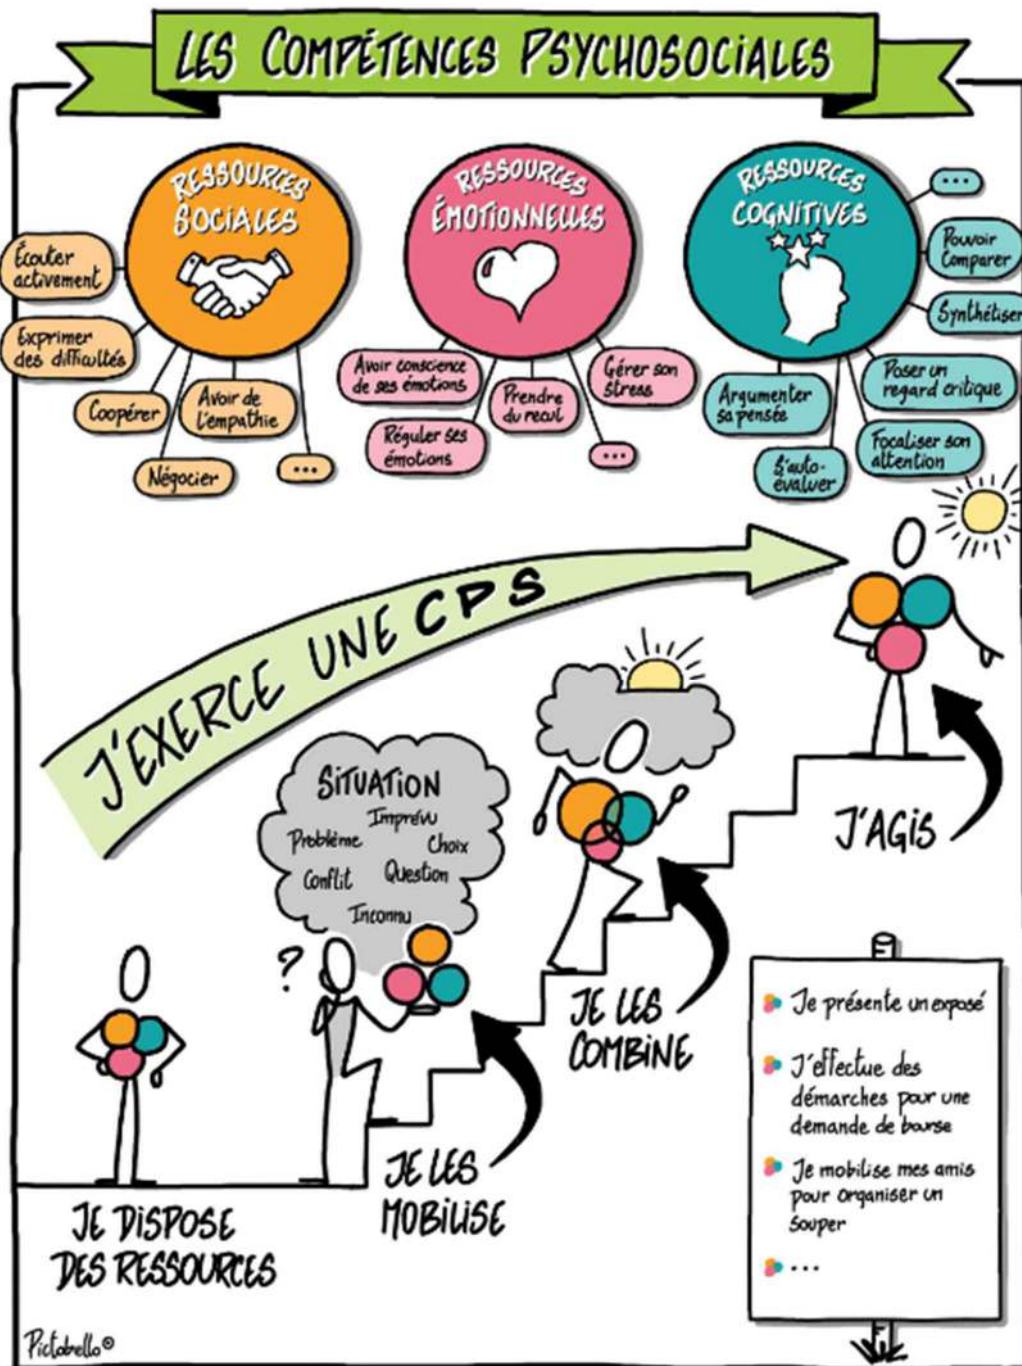 LES COMPÉTENCES PSYCHOSOCIALES
RESSOURCES
SOCIALES
Écouter
activement
Exprimer
des difficultés
Coopérer
Avoir de
l'empathie
Négocier
...
RESSOURCES
ÉMOTIONNELLES
Avoir conscience
de ses émotions
Réguler ses
émotions
Prendre
du recul
Gérer son
stress
...
RESSOURCES
COGNITIVES
...
Pouvoir
Comparer
Synthétiser
Poser un
regard critique
Focaliser son
attention
Argumenter
sa pensée
S'auto-
évaluer
J'EXERCE UNE CPS
SITUATION
Imprévu
Problème
Choix
Conflit
Question
Inconnu
?
JE DISPOSE
DES RESSOURCES
JE LES
MOBILISE
JE LES
COMBINE
J'AGIS
Je présente un exposé
J'effectue des
démarches pour une
demande de bourse
Je mobilise mes amis
pour organiser un
souper
...
Pictobello®